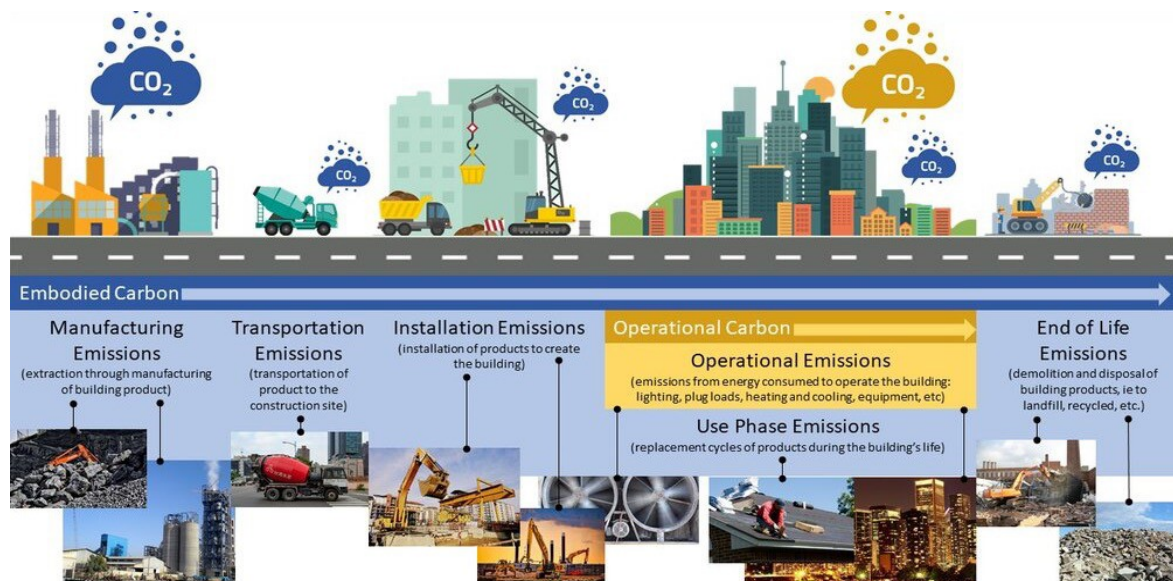 CO₂
CO₂
CO₂
CO₂
CO₂
CO₂
Embodied Carbon
Manufacturing
Emissions
(extraction through manufacturing
of building product)
Transportation
Emissions
(transportation of
product to the
construction site)
Installation Emissions
(installation of products to create
the building)
Operational Carbon
Operational Emissions
(emissions from energy consumed to operate the building:
lighting, plug loads, heating and cooling, equipment, etc)
Use Phase Emissions
(replacement cycles of products during the building's life)
End of Life
Emissions
(demolition and disposal of
building products, ie to
landfill, recycled, etc.)